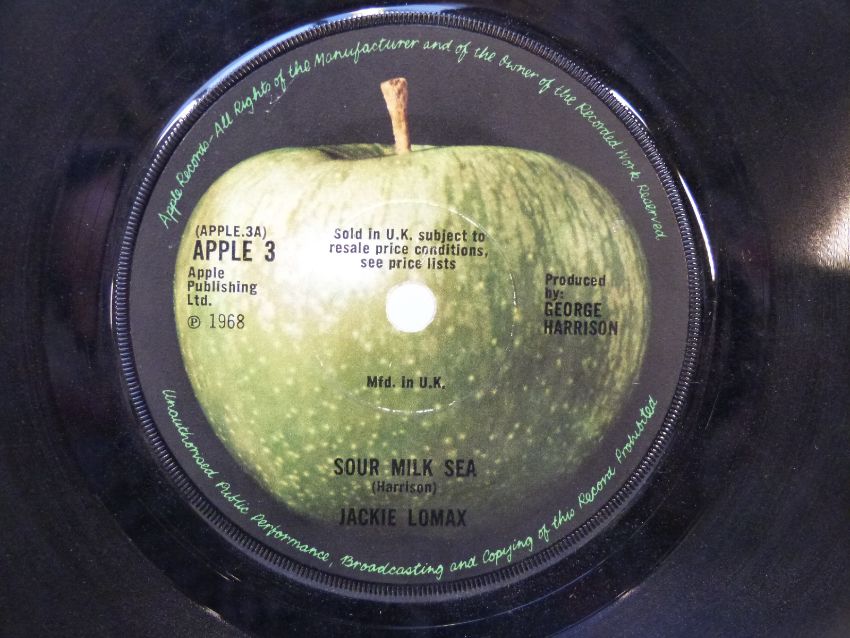 Apple Records-All Rights of the Manufacturer and of the Owner of the Recorded Work Reserved
(APPLE.3A)
APPLE 3
Apple
Publishing
Ltd.
℗ 1968
Sold in U.K. subject to
resale price conditions,
see price lists
Produced
by:
GEORGE
HARRISON
Mfd. in U.K.
SOUR MILK SEA
(Harrison)
JACKIE LOMAX
Unauthorised Public Performance, Broadcasting and Copying of this Record Prohibited